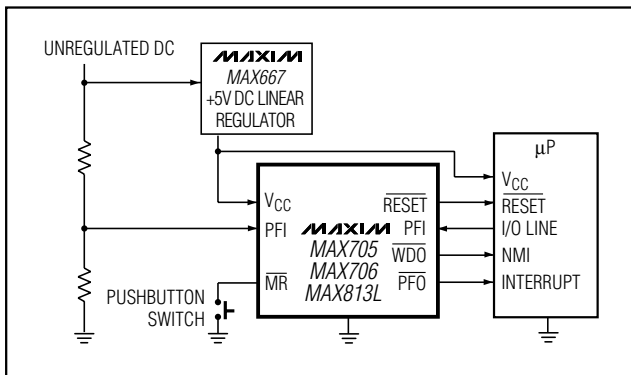 UNREGULATED DC
MAXIM
MAX667
+5V DC LINEAR
REGULATOR
μP
VCC
RESET
I/O LINE
NMI
INTERRUPT
VCC
PFI
MR
MAXIM
MAX705
MAX706
MAX813L
RESET
PFI
WDO
PFO
PUSHBUTTON
SWITCH